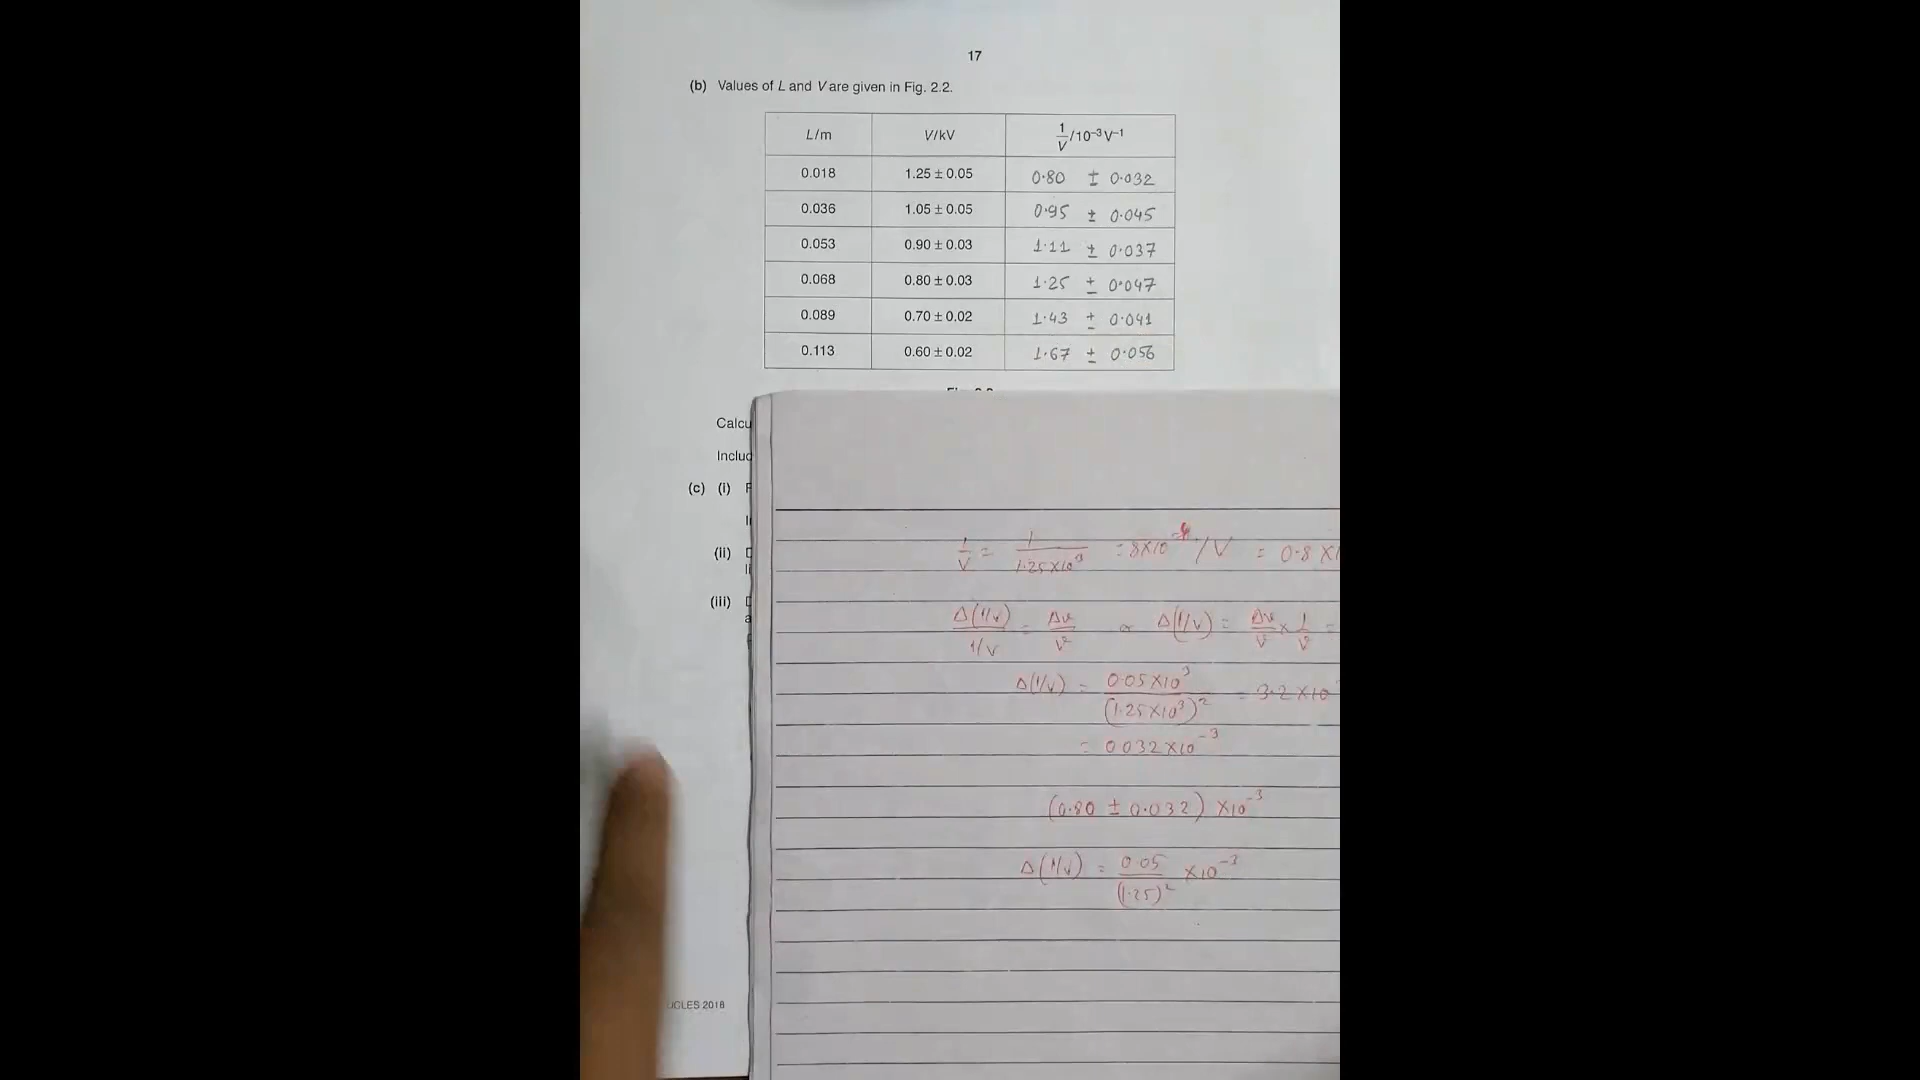 17
(b) Values of L and V are given in Fig. 2.2.
L/m V/kV 1/V /10⁻³V⁻¹
0.018 1.25 ± 0.05 0.80 ± 0.032
0.036 1.05 ± 0.05 0.95 ± 0.045
0.053 0.90 ± 0.03 1.11 ± 0.037
0.068 0.80 ± 0.03 1.25 ± 0.047
0.089 0.70 ± 0.02 1.43 ± 0.041
0.113 0.60 ± 0.02 1.67 ± 0.056
Calcu
Includ
(c) (i)
(ii)
(iii)
1/V = 1/(1.25×10³) = 8×10⁻⁴ /V = 0.8 ×1
Δ(1/V)/(1/V) = ΔV/V² or Δ(1/V) = ΔV/V × 1/V² =
Δ(1/V) = 0.05×10³/(1.25×10³)² = 3.2×10
= 0.032×10⁻³
(0.80 ± 0.032) ×10⁻³
Δ(1/V) = 0.05/(1.25)² ×10⁻³
UCLES 2018